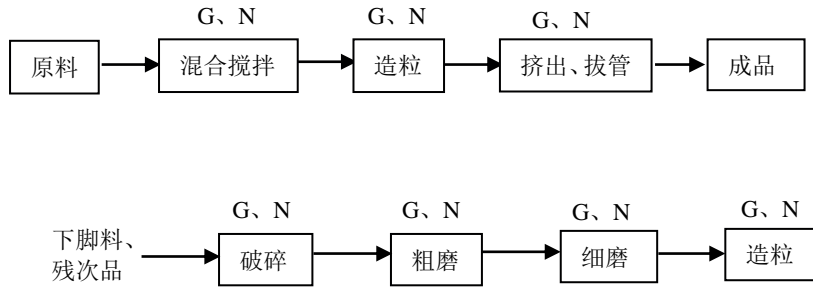 G、N G、N G、N
原料 混合搅拌 造粒 挤出、拔管 成品
G、N G、N G、N G、N
下脚料、
残次品 破碎 粗磨 细磨 造粒